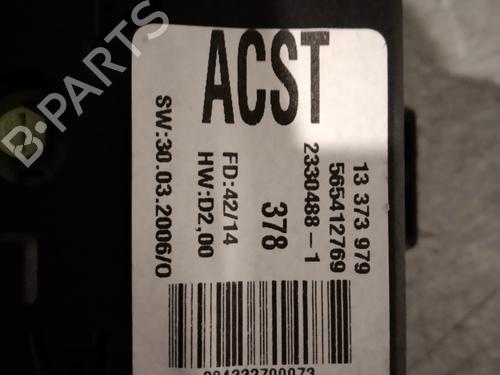 ACST
13 373 979
565412769
2330488-1
378
FD:42/14
HW:D2,00
SW:30.03.2006/0
B-PARTS